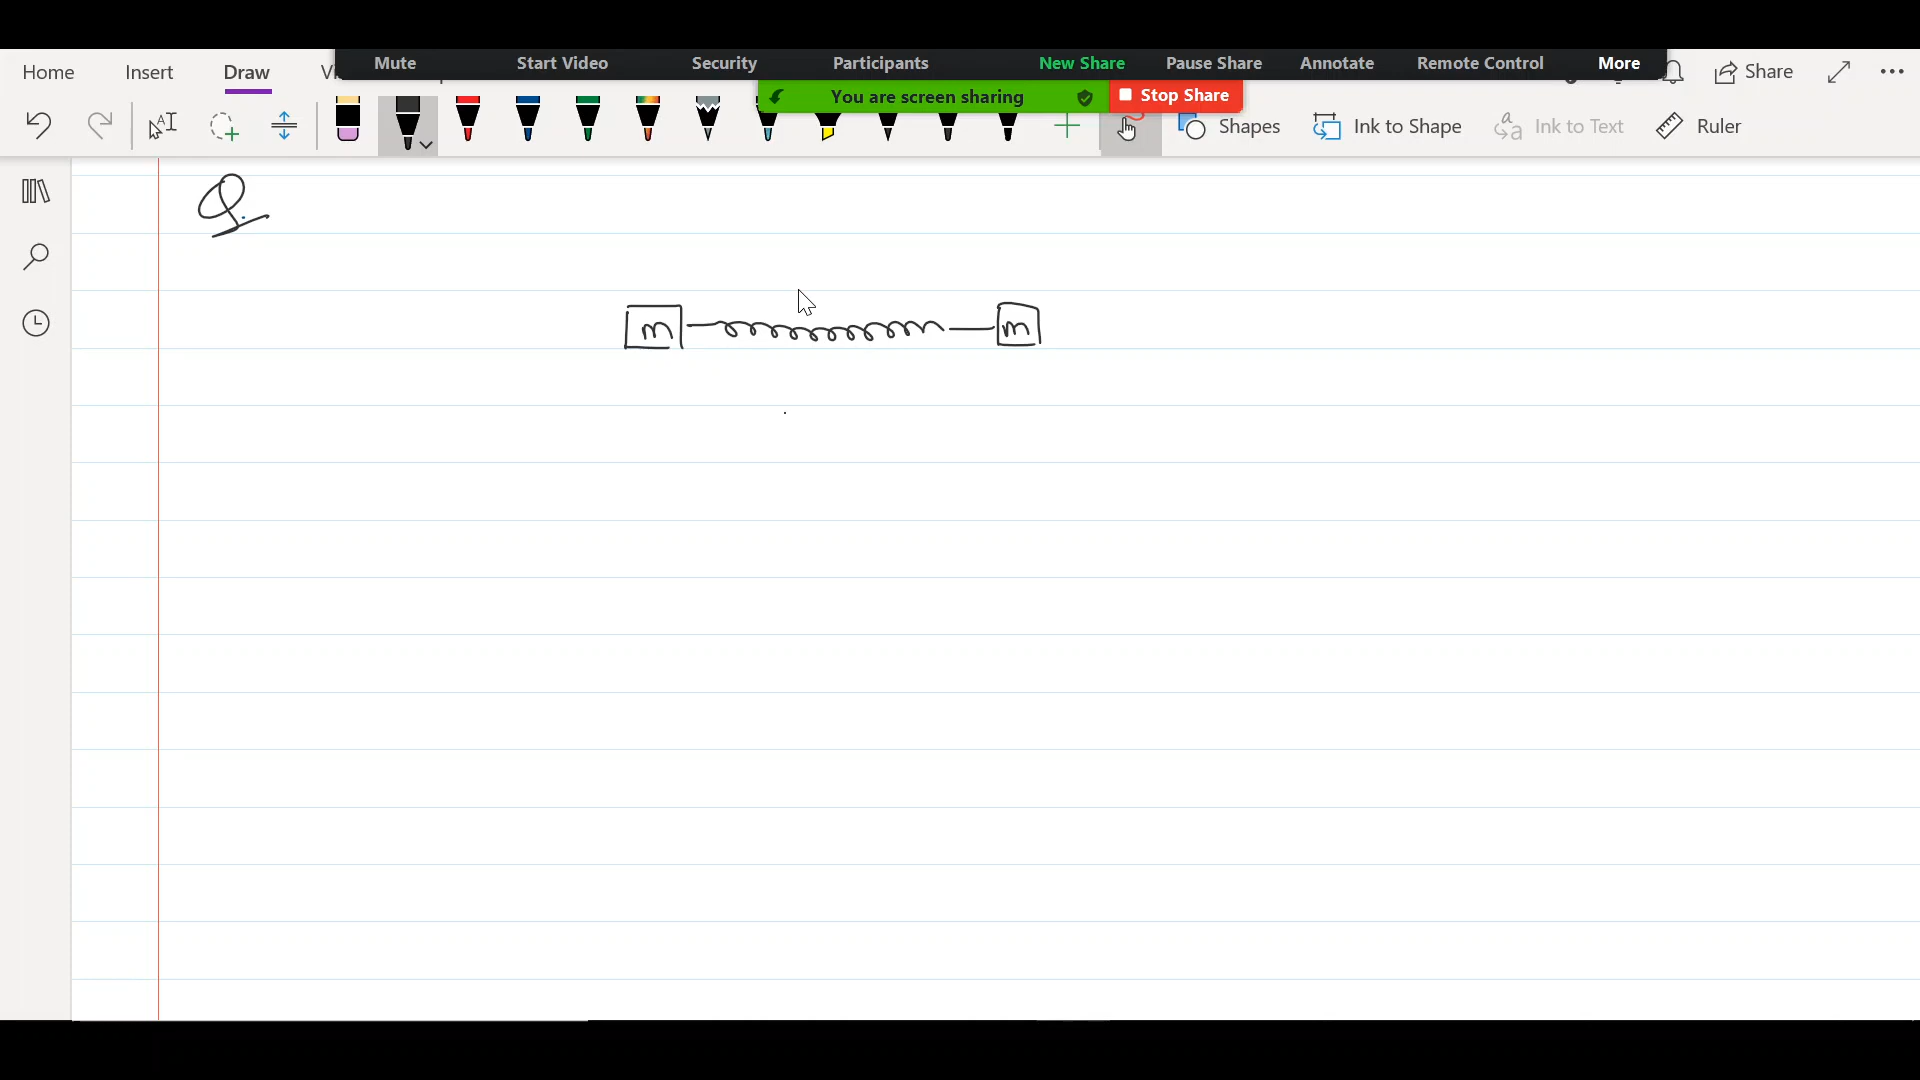 Mute Start Video Security Participants New Share Pause Share Annotate Remote Control More
Home Insert Draw Share
You are screen sharing Stop Share
Shapes Ink to Shape Ink to Text Ruler
Q.
m m